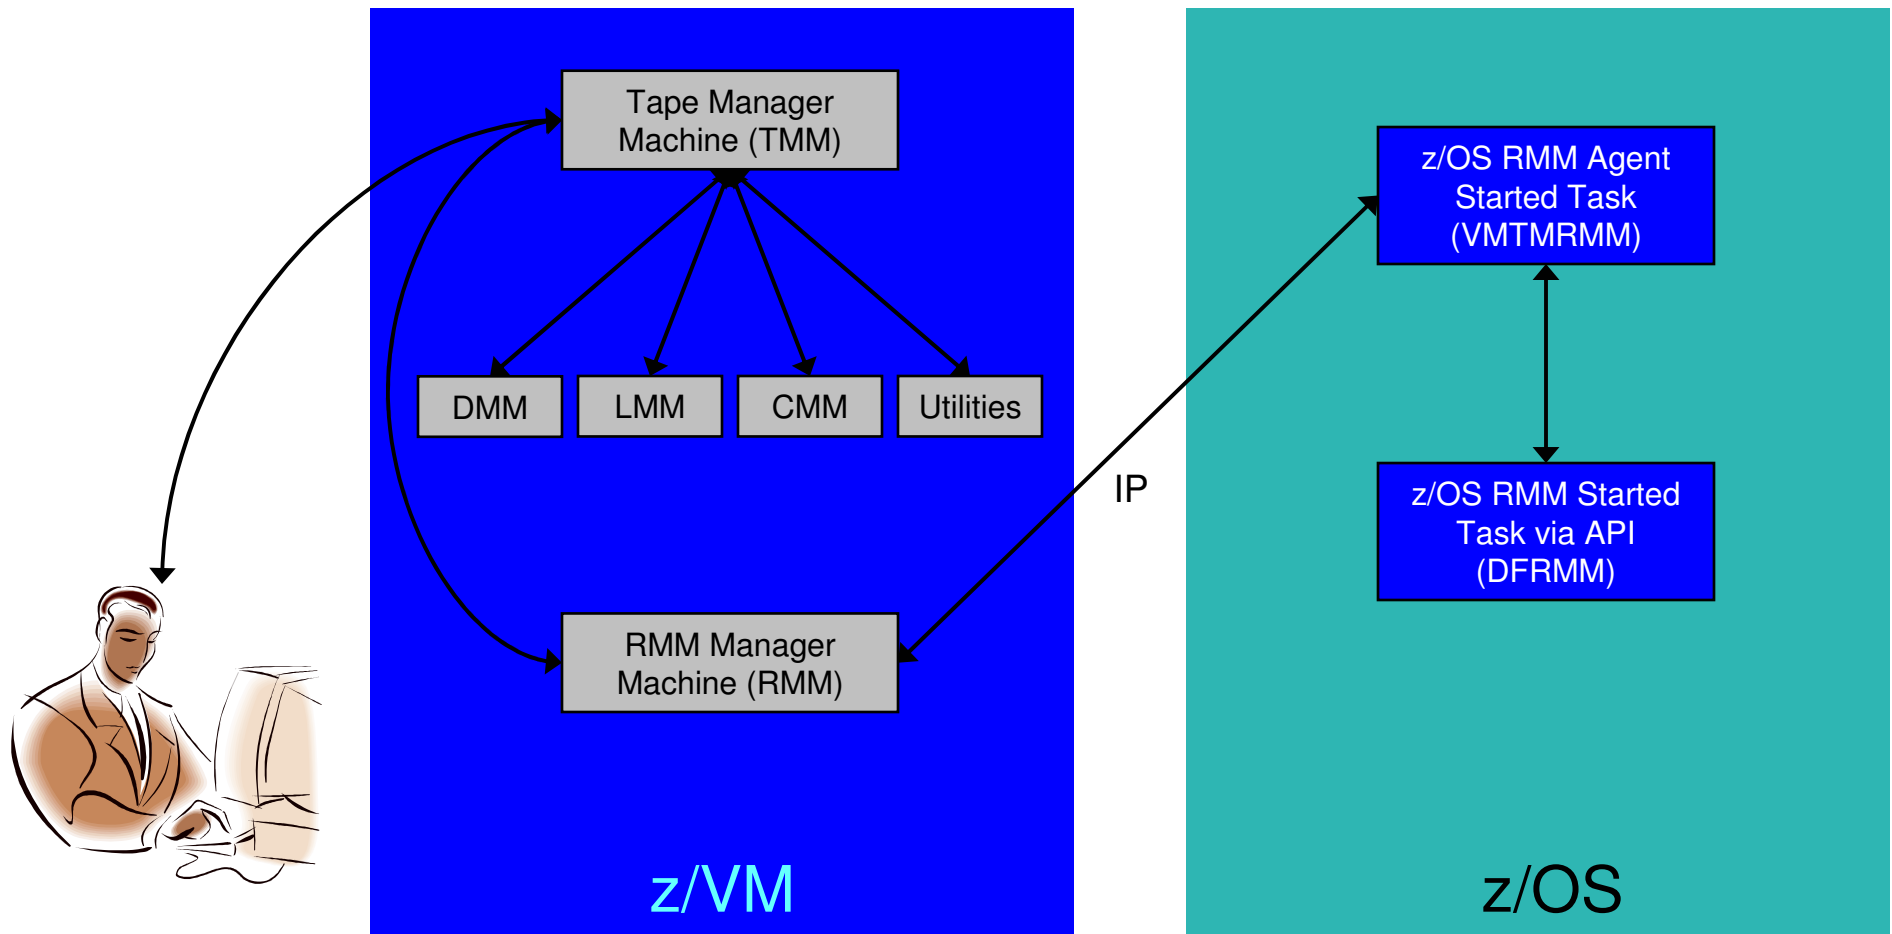 Tape Manager
Machine (TMM)
DMM
LMM
CMM
Utilities
RMM Manager
Machine (RMM)
z/VM
IP
z/OS RMM Agent
Started Task
(VMTMRMM)
z/OS RMM Started
Task via API
(DFRMM)
z/OS